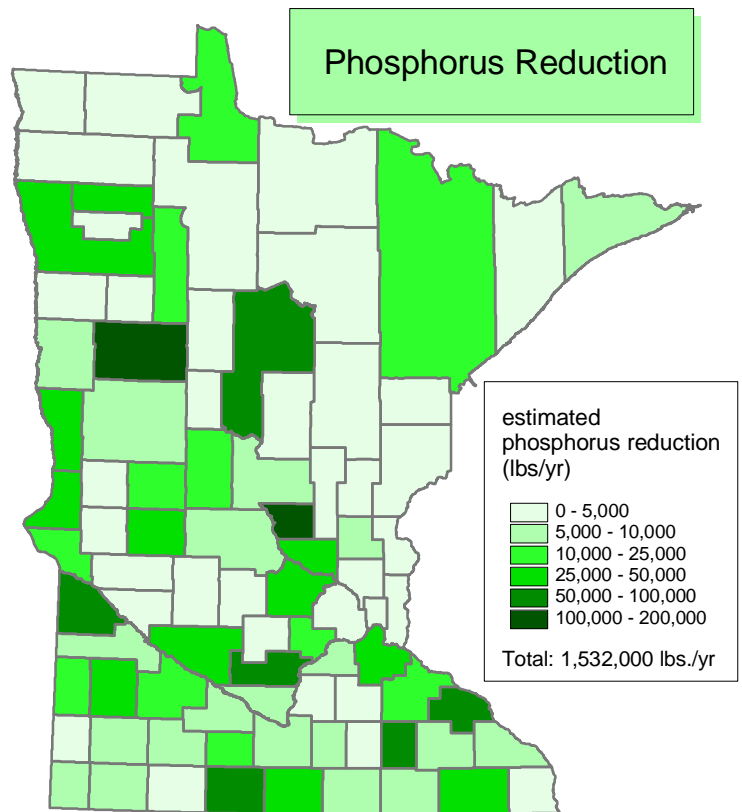 Phosphorus Reduction
estimated
phosphorus reduction
(lbs/yr)
0 - 5,000
5,000 - 10,000
10,000 - 25,000
25,000 - 50,000
50,000 - 100,000
100,000 - 200,000
Total: 1,532,000 lbs./yr